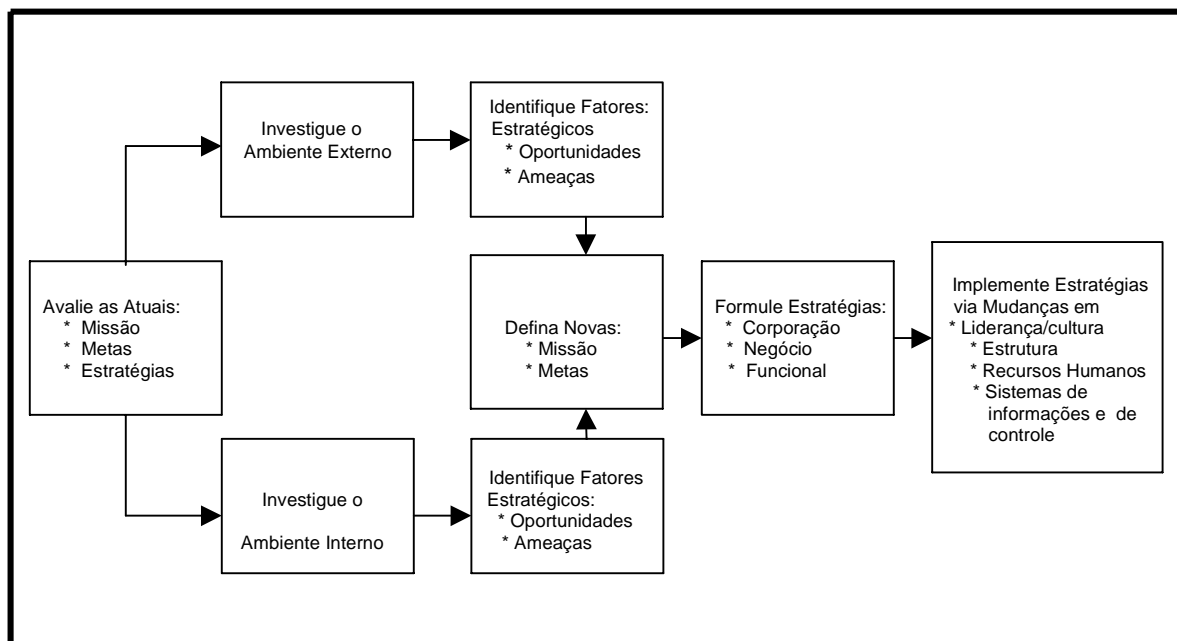 Avalie as Atuais:
* Missão
* Metas
* Estratégias
Investigue o
Ambiente Externo
Identifique Fatores:
Estratégicos
* Oportunidades
* Ameaças
Investigue o
Ambiente Interno
Identifique Fatores
Estratégicos:
* Oportunidades
* Ameaças
Defina Novas:
* Missão
* Metas
Formule Estratégias:
* Corporação
* Negócio
* Funcional
Implemente Estratégias
via Mudanças em
* Liderança/cultura
* Estrutura
* Recursos Humanos
* Sistemas de
informações e de
controle